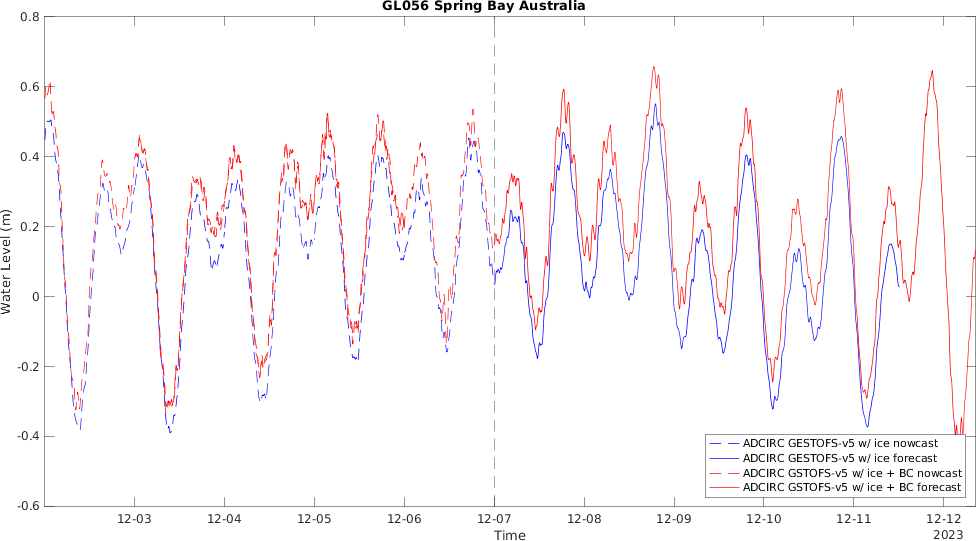 GL056 Spring Bay Australia
0.8
0.6
0.4
0.2
0
-0.2
-0.4
-0.6
Water Level (m)
ADCIRC GESTOFS-v5 w/ ice nowcast
ADCIRC GESTOFS-v5 w/ ice forecast
ADCIRC GSTOFS-v5 w/ ice + BC nowcast
ADCIRC GSTOFS-v5 w/ ice + BC forecast
12-03 12-04 12-05 12-06 12-07 12-08 12-09 12-10 12-11 12-12
Time 2023